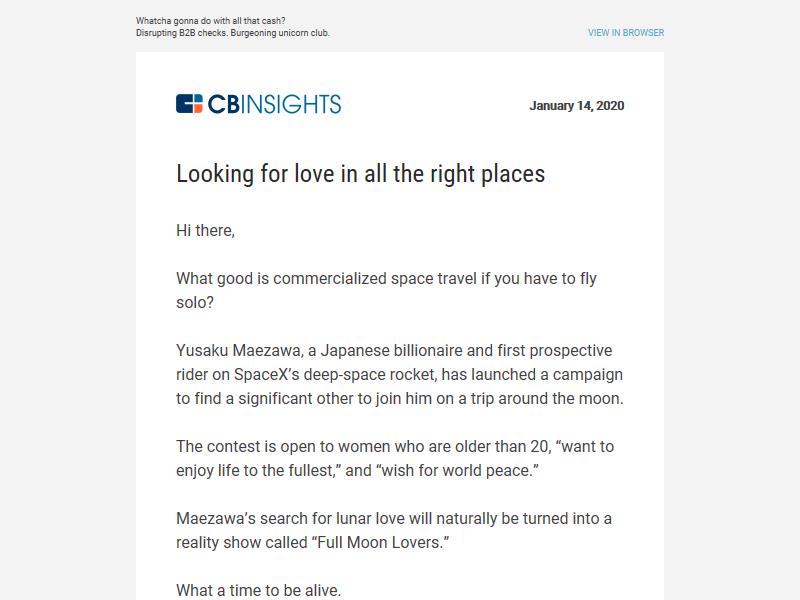 Whatcha gonna do with all that cash?
Disrupting B2B checks. Burgeoning unicorn club.
VIEW IN BROWSER
CBINSIGHTS
January 14, 2020
Looking for love in all the right places
Hi there,
What good is commercialized space travel if you have to fly
solo?
Yusaku Maezawa, a Japanese billionaire and first prospective
rider on SpaceX’s deep-space rocket, has launched a campaign
to find a significant other to join him on a trip around the moon.
The contest is open to women who are older than 20, “want to
enjoy life to the fullest,” and “wish for world peace.”
Maezawa’s search for lunar love will naturally be turned into a
reality show called “Full Moon Lovers.”
What a time to be alive.